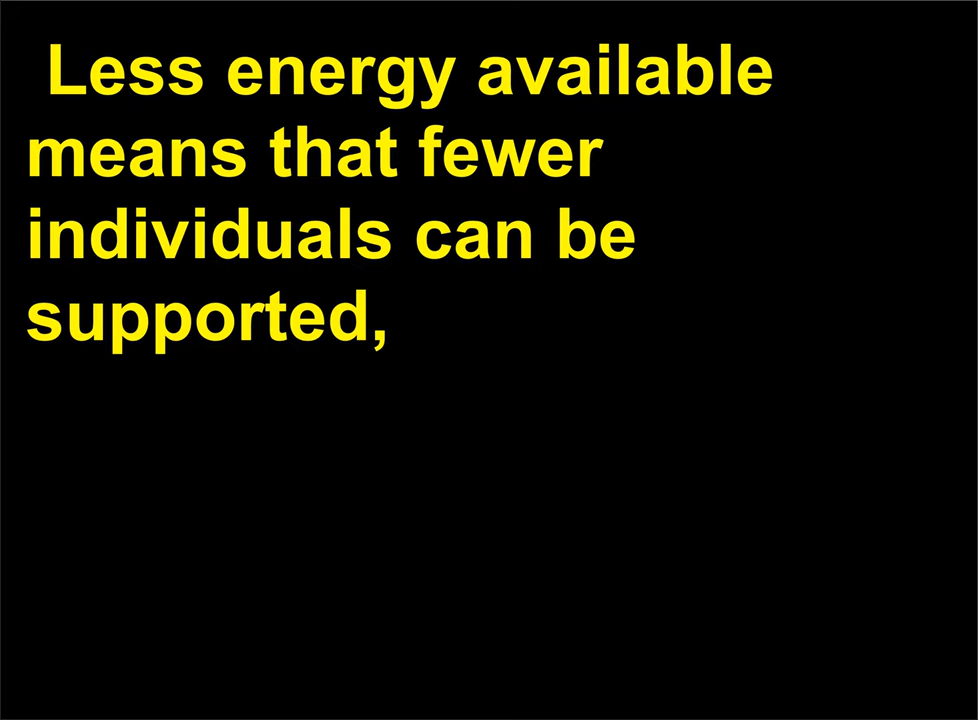 Less energy available
means that fewer
individuals can be
supported,